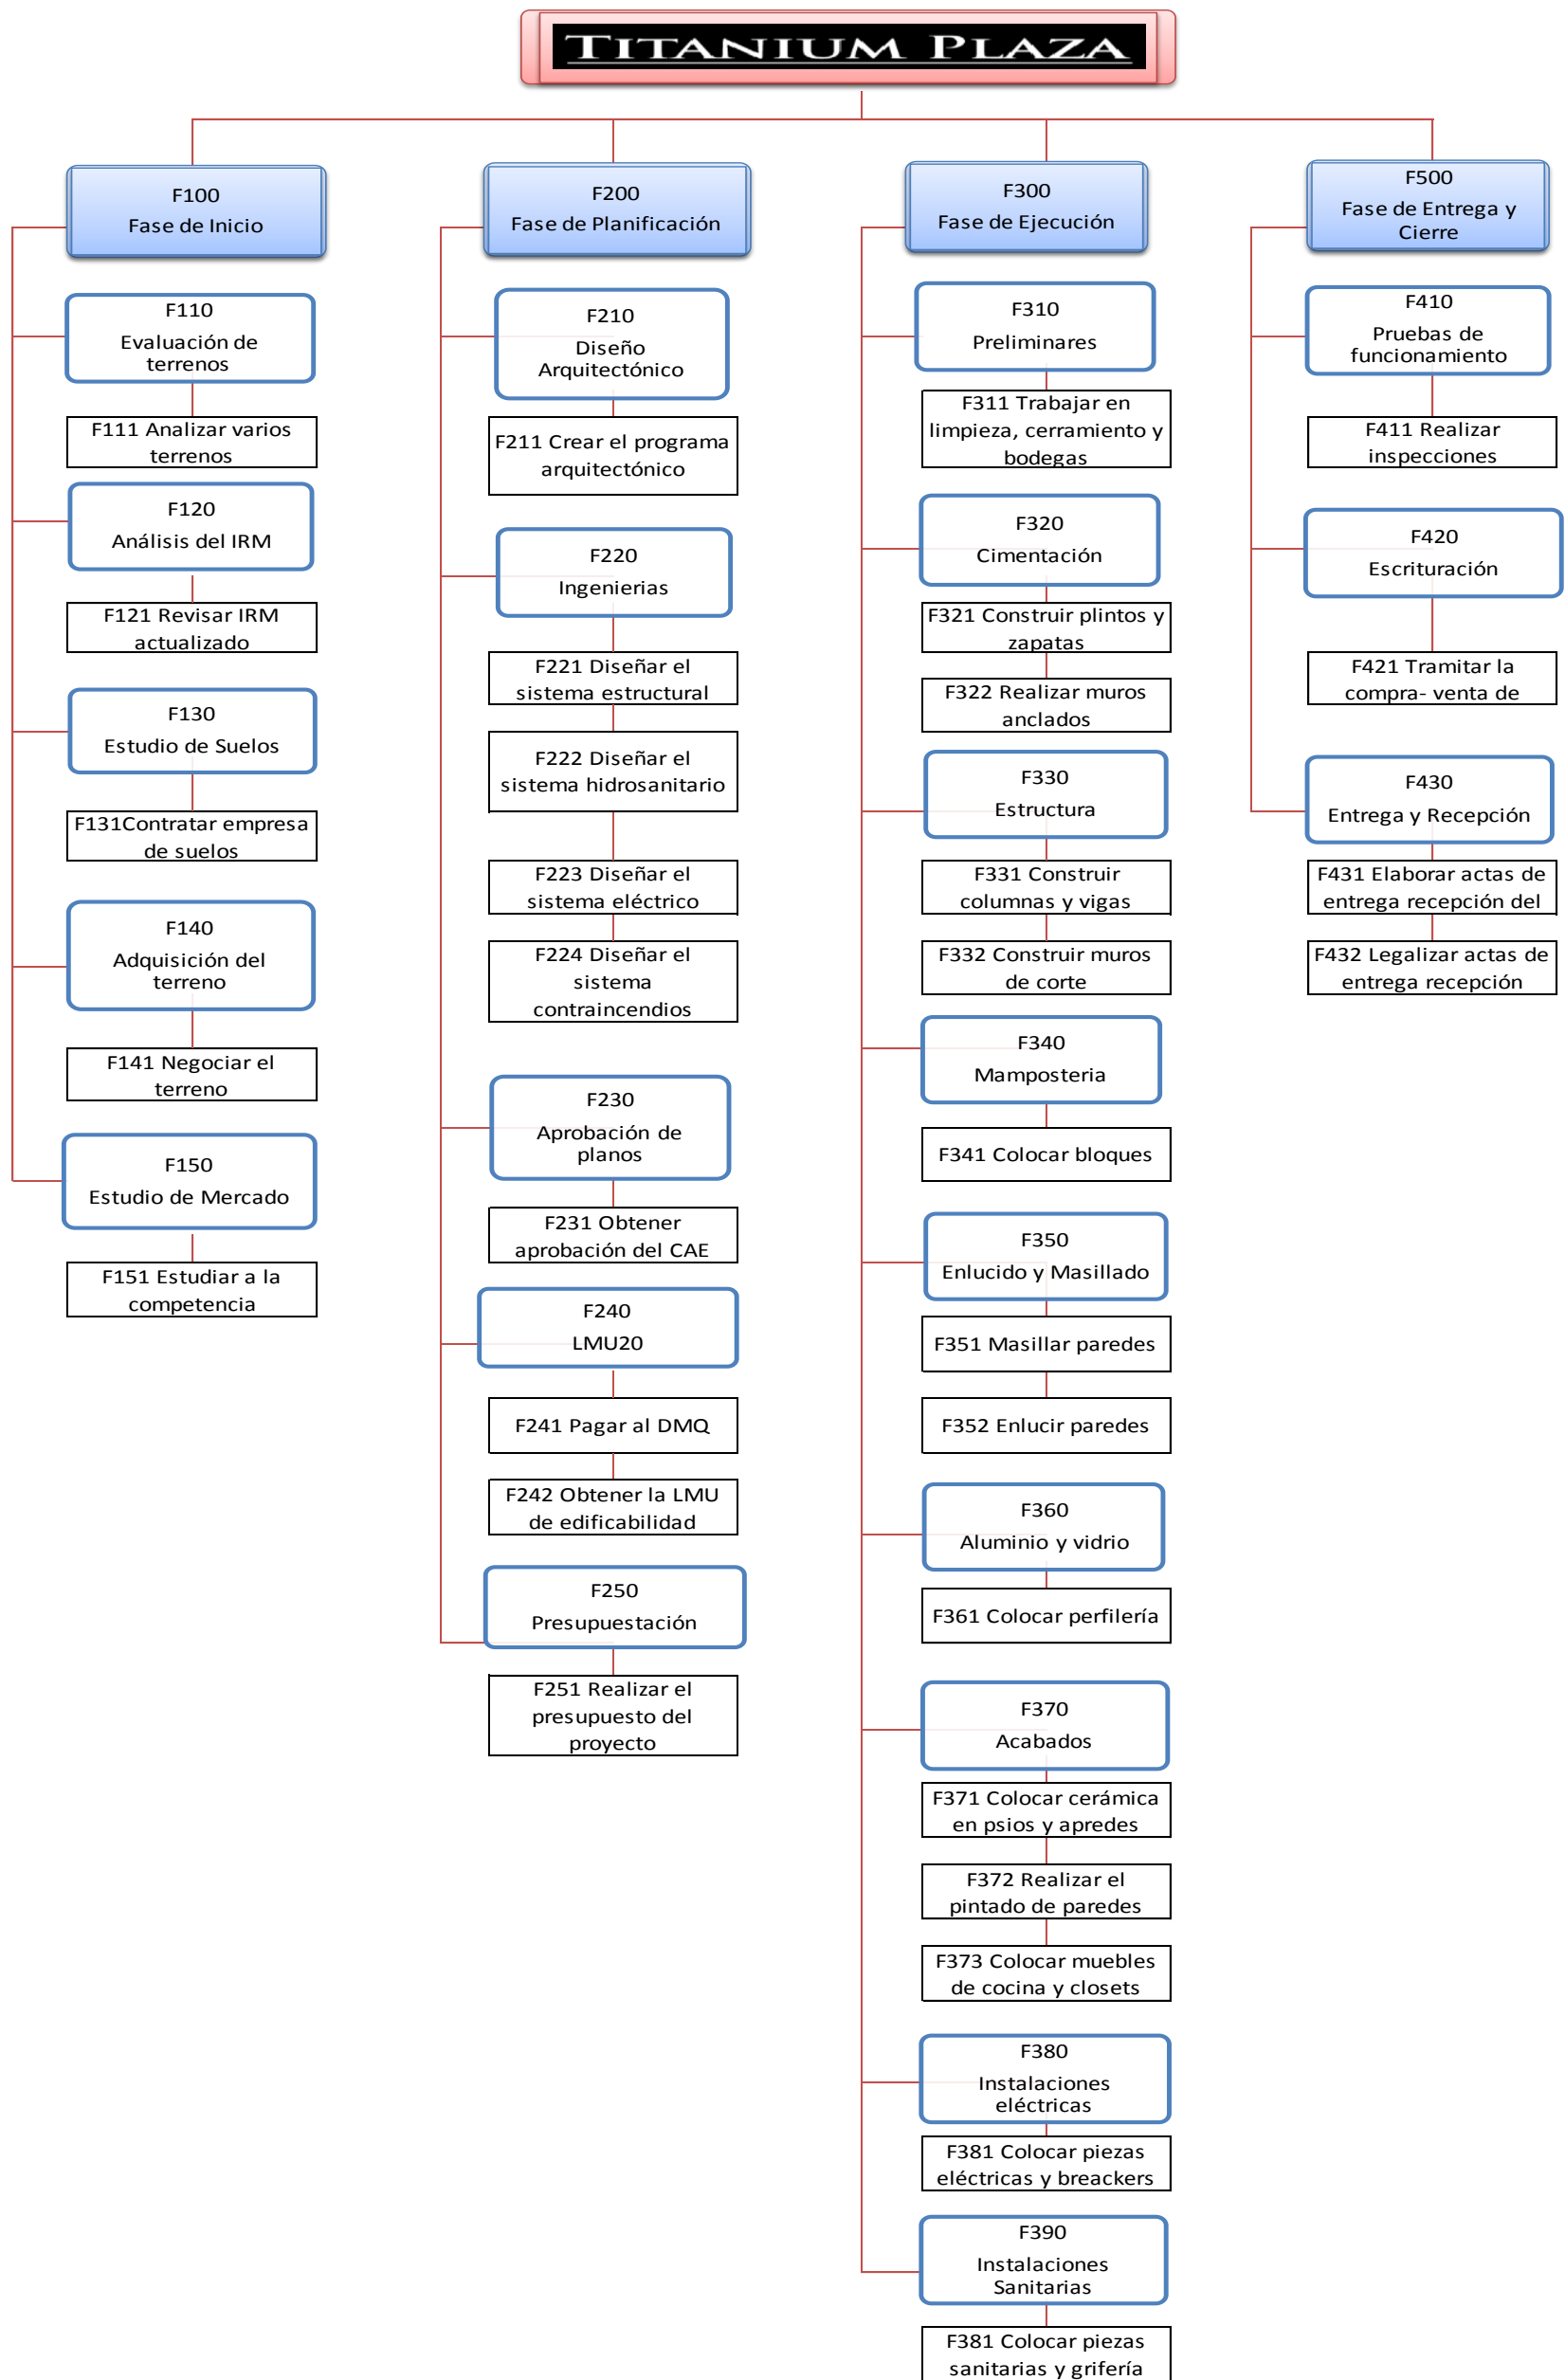 TITANIUM PLAZA
F100
Fase de Inicio
F110
Evaluación de
terrenos
F111 Analizar varios
terrenos
F120
Análisis del IRM
F121 Revisar IRM
actualizado
F130
Estudio de Suelos
F131Contratar empresa
de suelos
F140
Adquisición del
terreno
F141 Negociar el
terreno
F150
Estudio de Mercado
F151 Estudiar a la
competencia
F200
Fase de Planificación
F210
Diseño
Arquitectónico
F211 Crear el programa
arquitectónico
F220
Ingenierias
F221 Diseñar el
sistema estructural
F222 Diseñar el
sistema hidrosanitario
F223 Diseñar el
sistema eléctrico
F224 Diseñar el
sistema
contraincendios
F230
Aprobación de
planos
F231 Obtener
aprobación del CAE
F240
LMU20
F241 Pagar al DMQ
F242 Obtener la LMU
de edificabilidad
F250
Presupuestación
F251 Realizar el
presupuesto del
proyecto
F300
Fase de Ejecución
F310
Preliminares
F311 Trabajar en
limpieza, cerramiento y
bodegas
F320
Cimentación
F321 Construir plintos y
zapatas
F322 Realizar muros
anclados
F330
Estructura
F331 Construir
columnas y vigas
F332 Construir muros
de corte
F340
Mamposteria
F341 Colocar bloques
F350
Enlucido y Masillado
F351 Masillar paredes
F352 Enlucir paredes
F360
Aluminio y vidrio
F361 Colocar perfilería
F370
Acabados
F371 Colocar cerámica
en psios y apredes
F372 Realizar el
pintado de paredes
F373 Colocar muebles
de cocina y closets
F380
Instalaciones
eléctricas
F381 Colocar piezas
eléctricas y breackers
F390
Instalaciones
Sanitarias
F381 Colocar piezas
sanitarias y grifería
F500
Fase de Entrega y
Cierre
F410
Pruebas de
funcionamiento
F411 Realizar
inspecciones
F420
Escrituración
F421 Tramitar la
compra- venta de
F430
Entrega y Recepción
F431 Elaborar actas de
entrega recepción del
F432 Legalizar actas de
entrega recepción